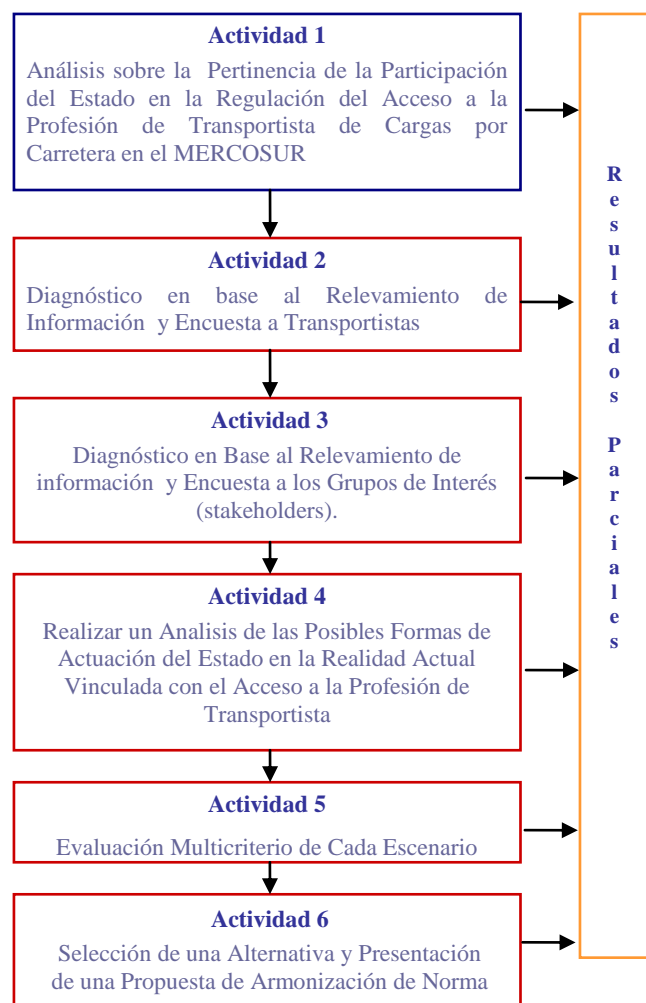 Actividad 1
Análisis sobre la Pertinencia de la Participación
del Estado en la Regulación del Acceso a la
Profesión de Transportista de Cargas por
Carretera en el MERCOSUR
Actividad 2
Diagnóstico en base al Relevamiento de
Información y Encuesta a Transportistas
Actividad 3
Diagnóstico en Base al Relevamiento de
información y Encuesta a los Grupos de Interés
(stakeholders).
Actividad 4
Realizar un Analisis de las Posibles Formas de
Actuación del Estado en la Realidad Actual
Vinculada con el Acceso a la Profesión de
Transportista
Actividad 5
Evaluación Multicriterio de Cada Escenario
Actividad 6
Selección de una Alternativa y Presentación
de una Propuesta de Armonización de Norma
Resultados Parciales